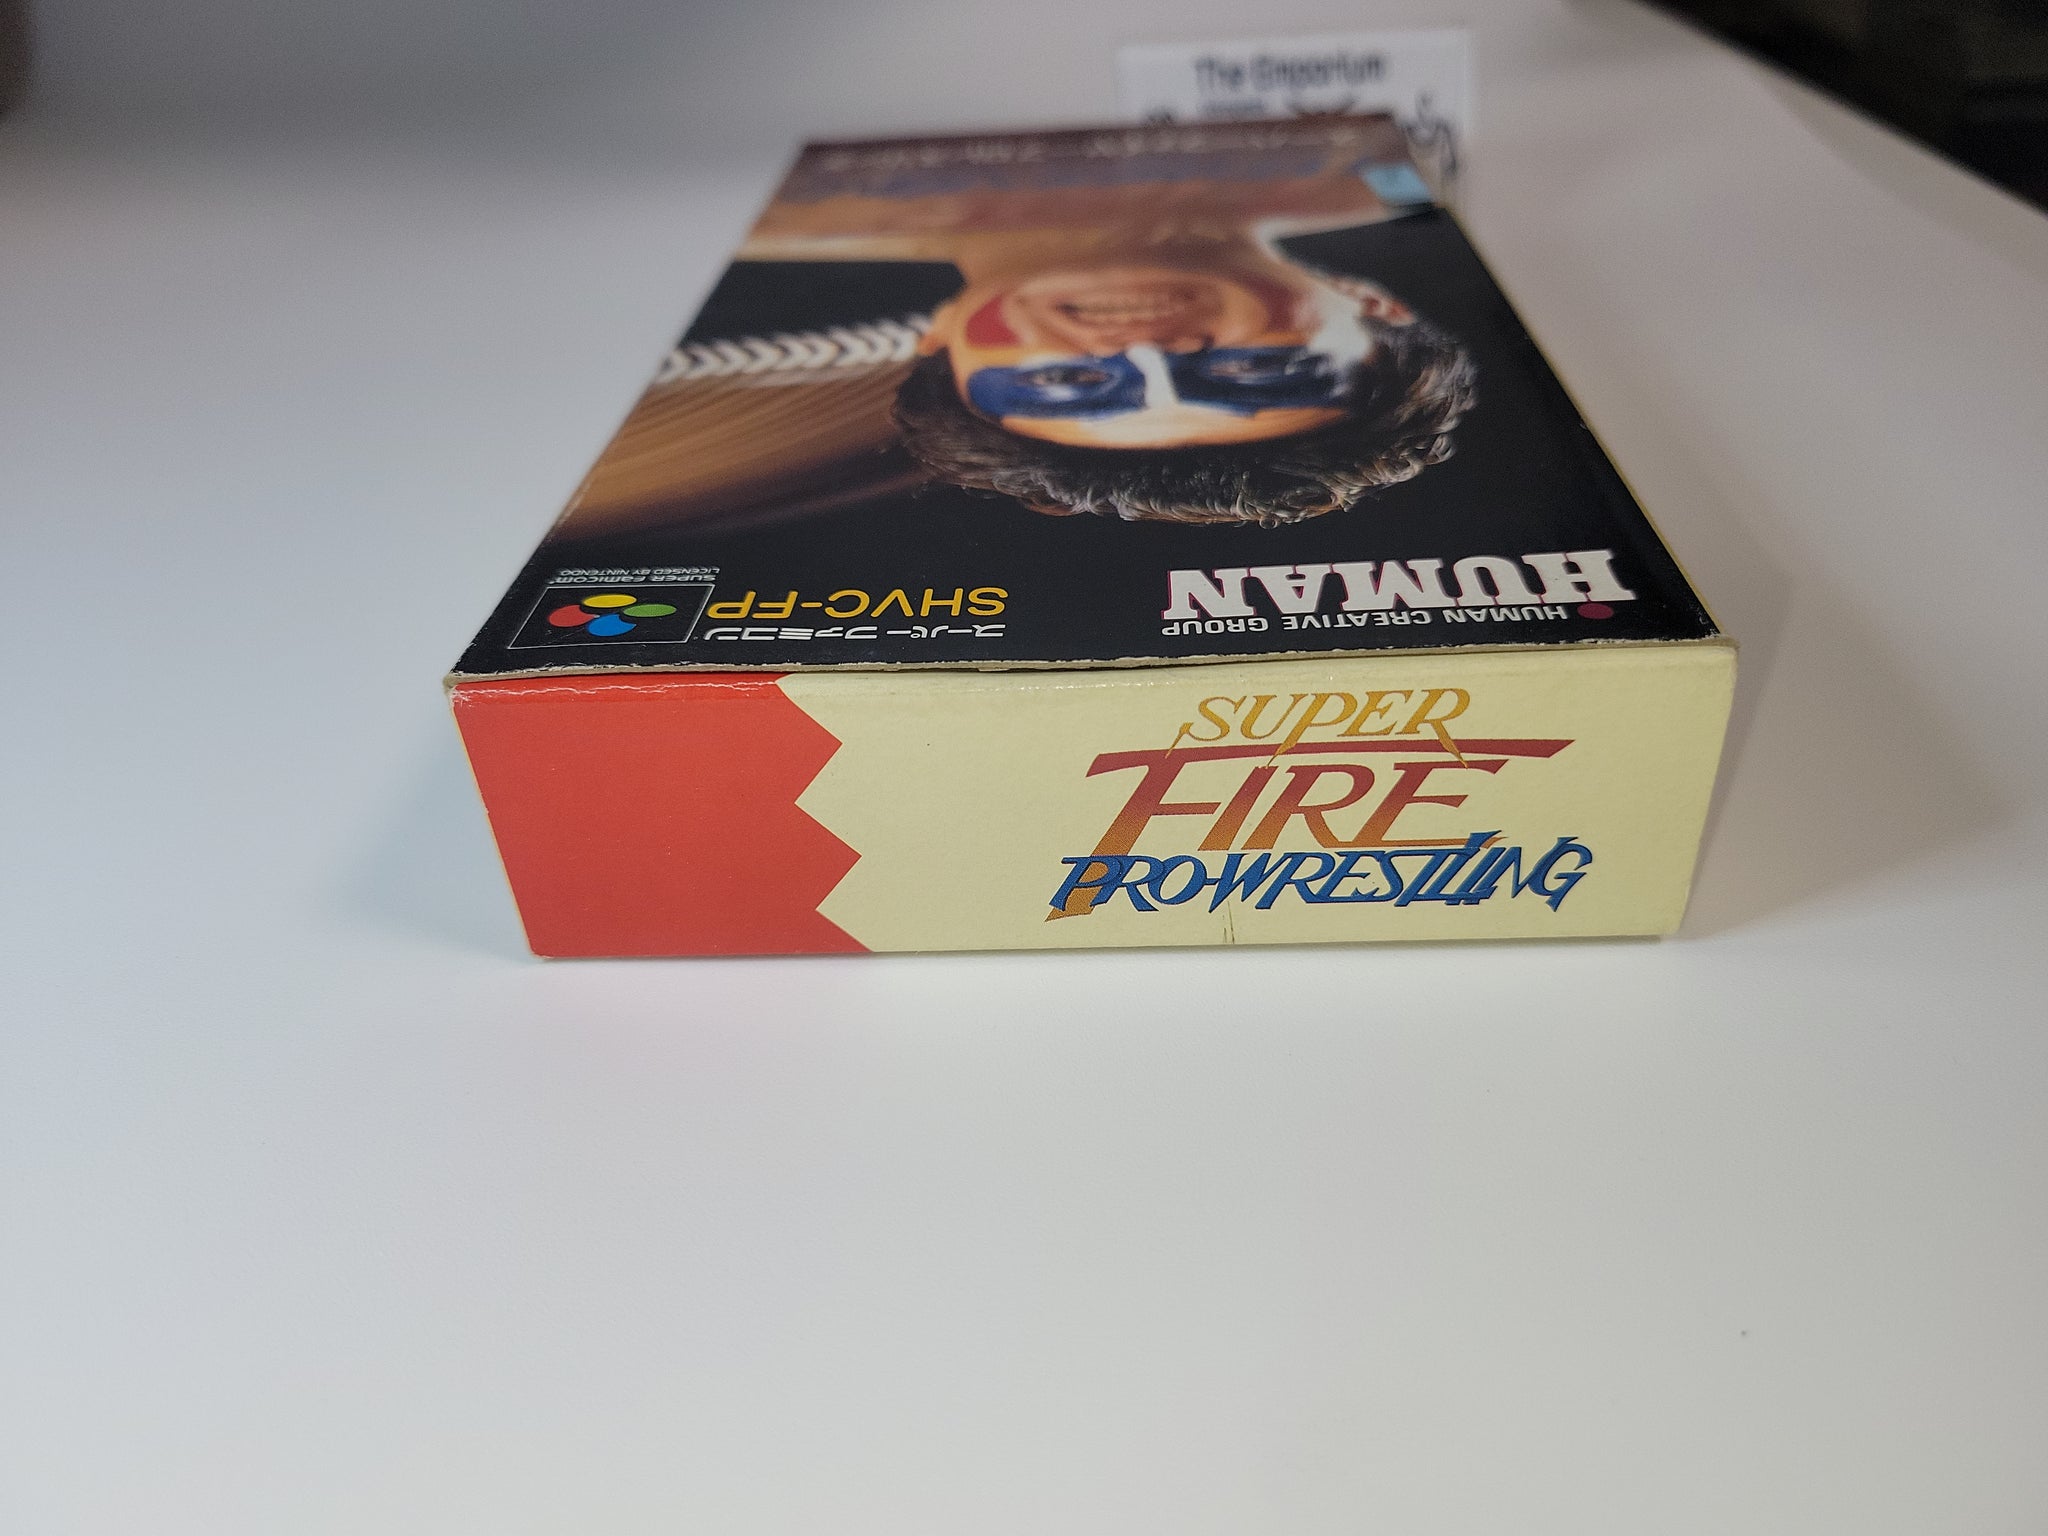 The Emporium
HUMAN
HUMAN CREATIVE GROUP
SUPER FAMICOM
LICENSED BY NINTENDO
SHVC-FP
スーパーファミコン
SUPER
FIRE
PRO-WRESTLING